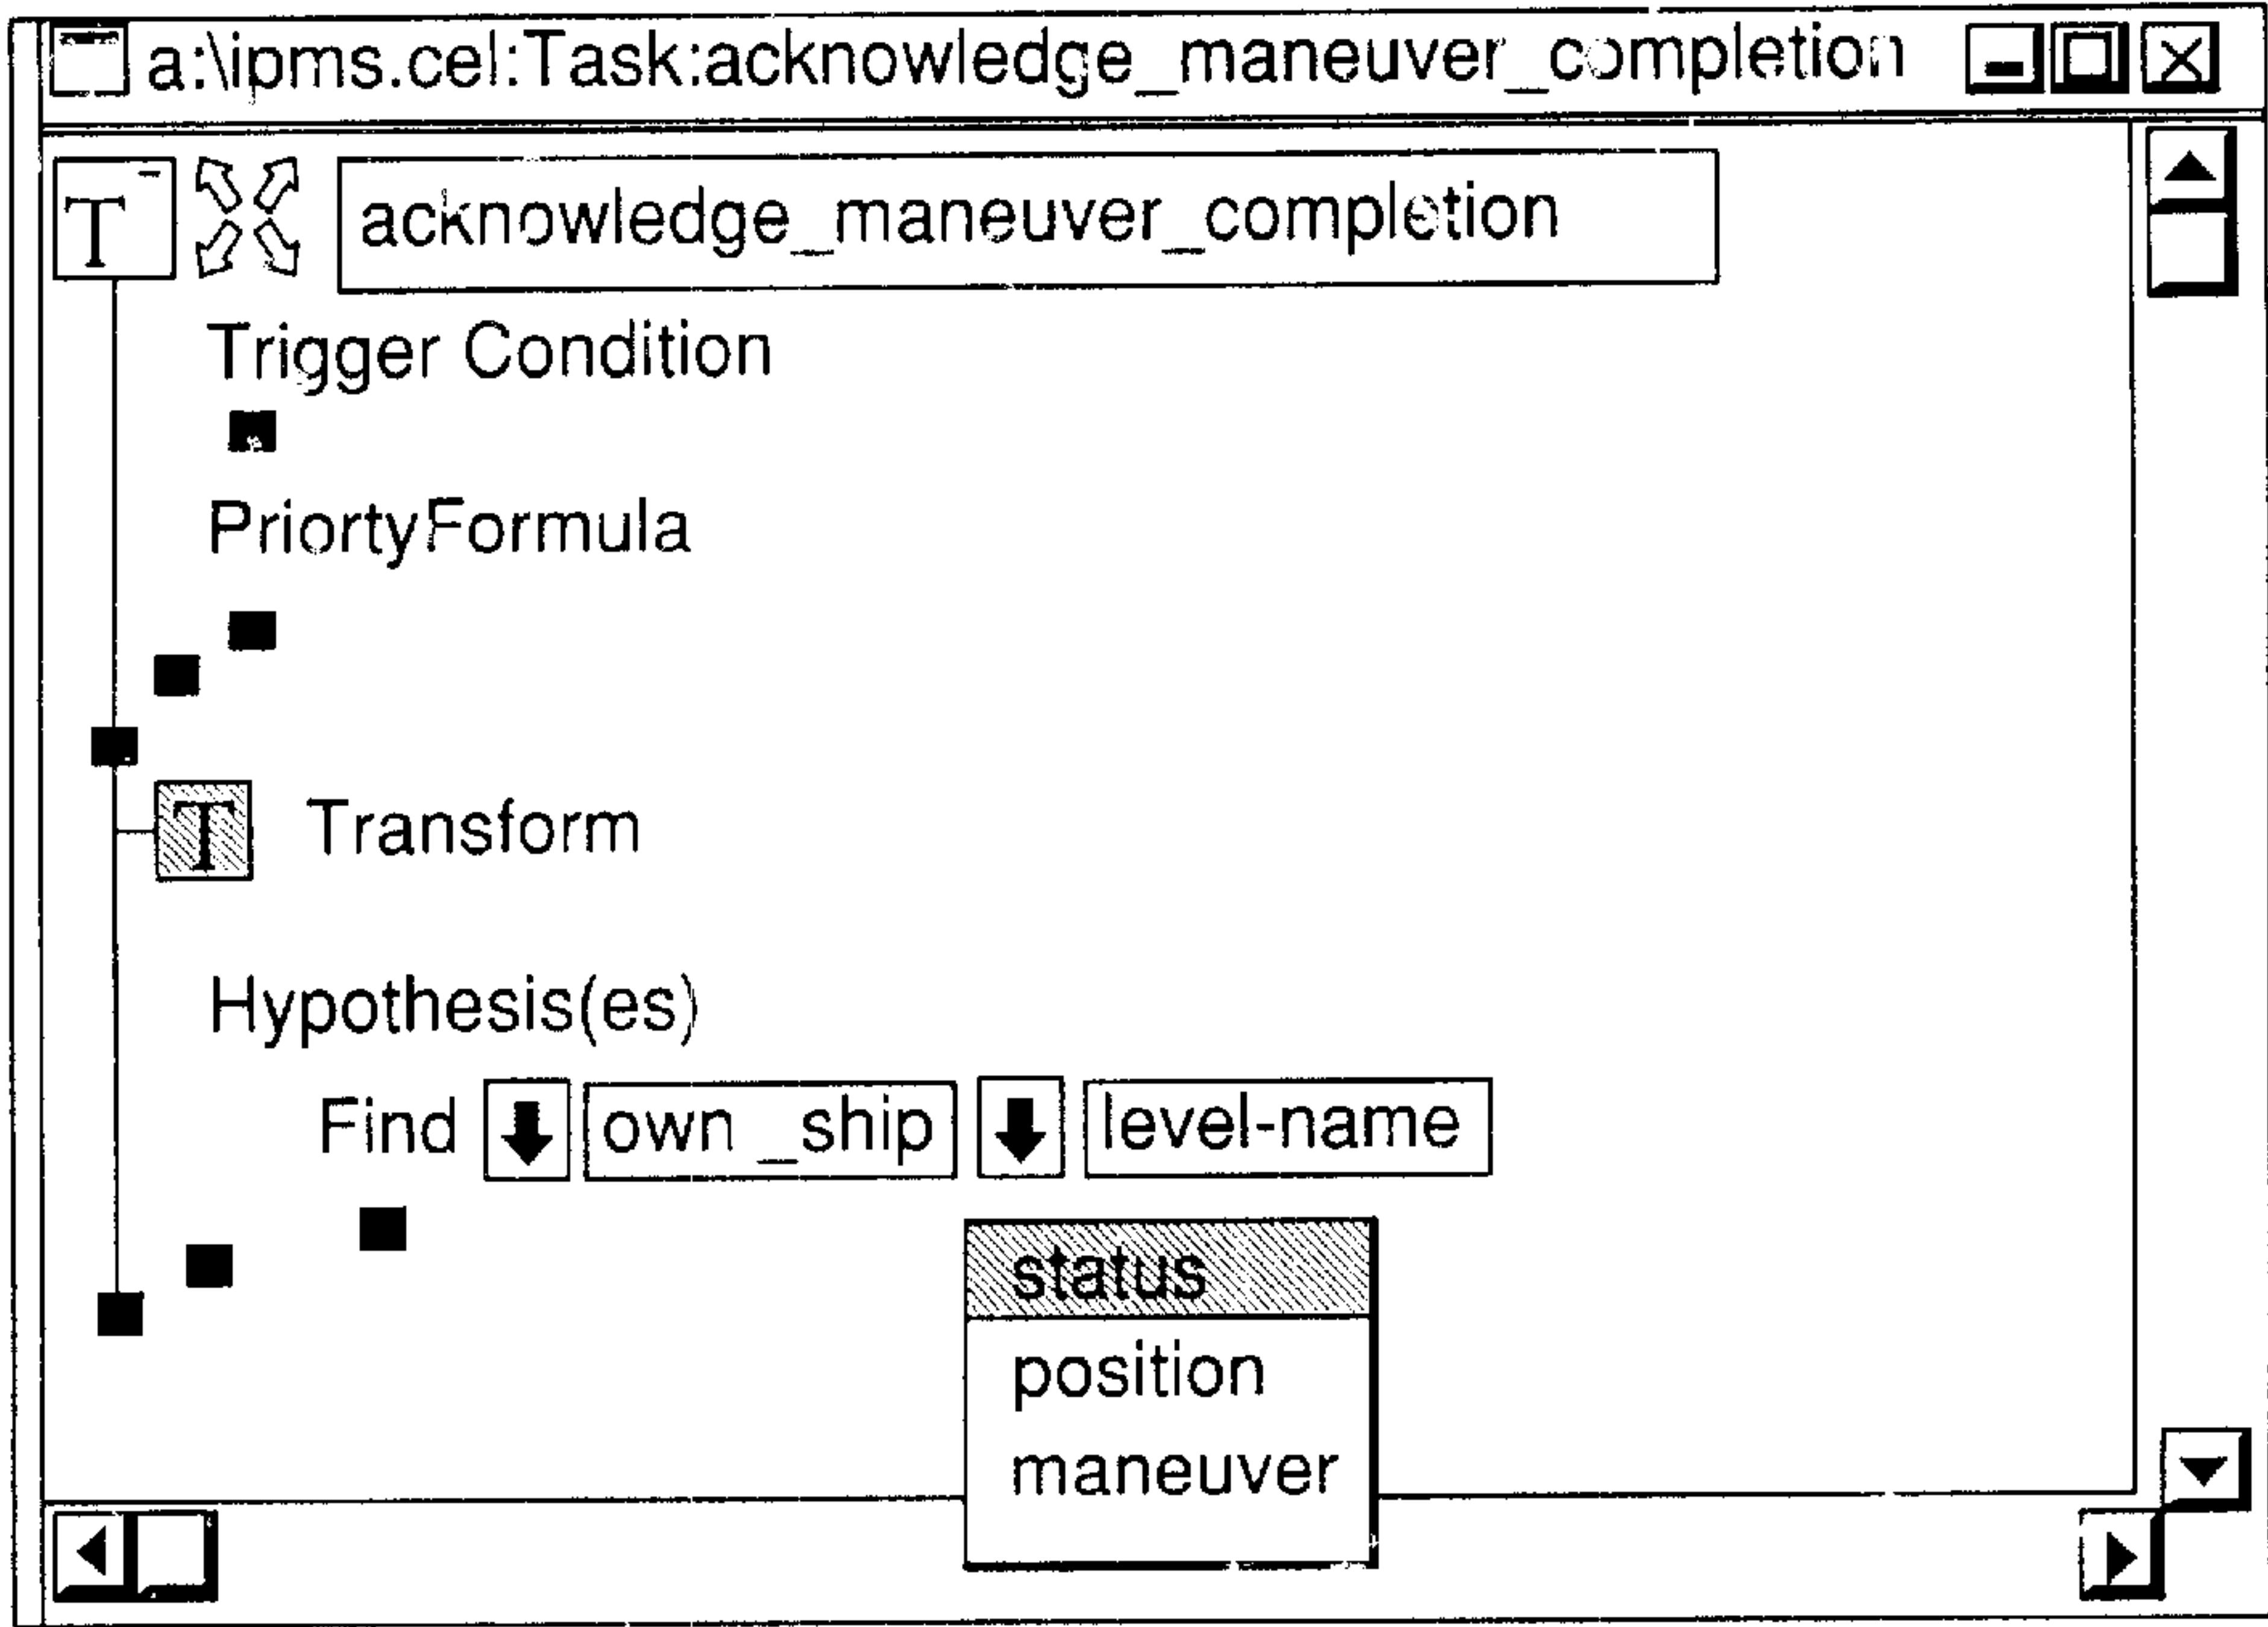 a:\ipms.cel:Task:acknowledge_maneuver_completion
T acknowledge_maneuver_completion
Trigger Condition
PriortyFormula
T Transform
Hypothesis(es)
Find own _ship level-name
status
position
maneuver